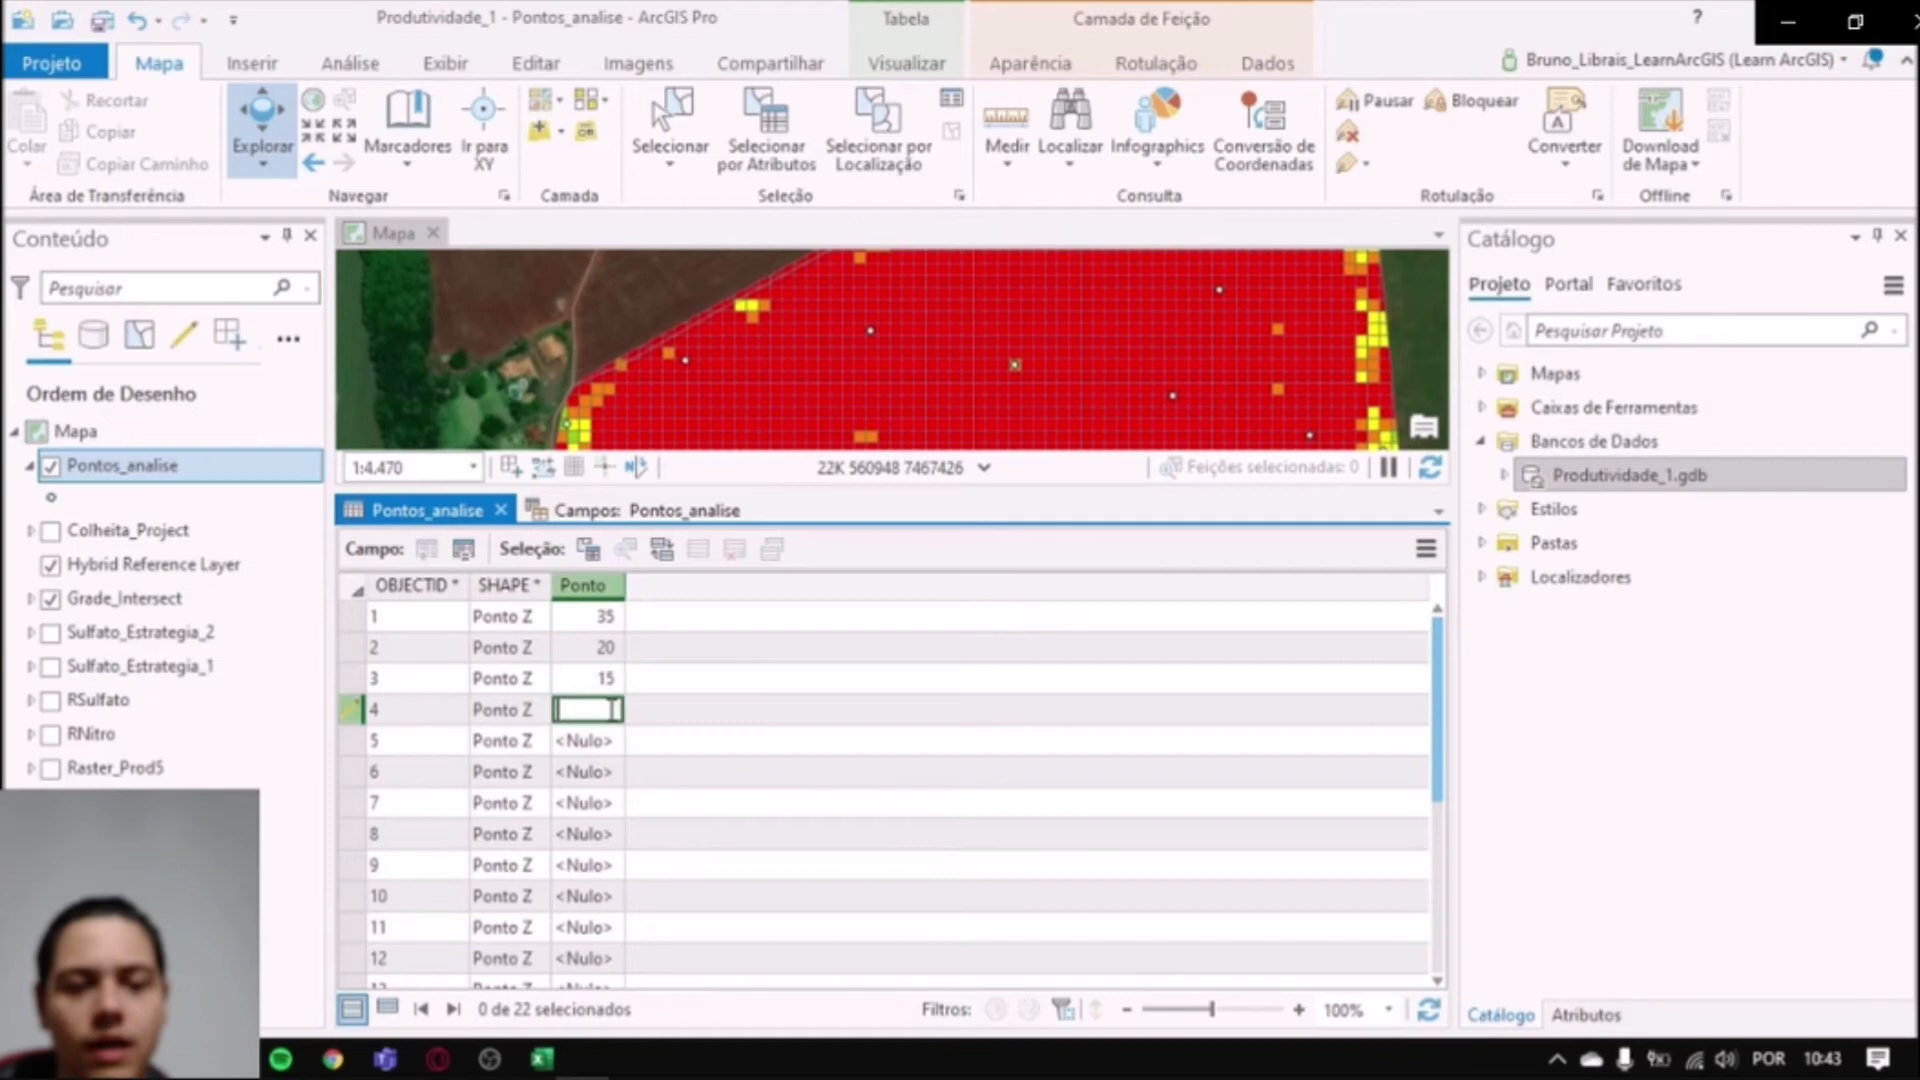 Produtividade_1 - Pontos_analise - ArcGIS Pro
Tabela
Camada de Feição
?
Projeto
Mapa
Inserir
Análise
Exibir
Editar
Imagens
Compartilhar
Visualizar
Aparência
Rotulação
Dados
Bruno_Librais_LearnArcGIS (Learn ArcGIS)
Colar
Recortar
Copiar
Copiar Caminho
Área de Transferência
Explorar
Marcadores
Ir para
XY
Navegar
Camada
Selecionar
Selecionar
por Atributos
Selecionar por
Localização
Seleção
Medir
Localizar
Infographics
Conversão de
Coordenadas
Consulta
Pausar
Bloquear
Converter
Rotulação
Download
de Mapa
Offline
Conteúdo
Pesquisar
Ordem de Desenho
Mapa
Pontos_analise
Colheita_Project
Hybrid Reference Layer
Grade_Intersect
Sulfato_Estrategia_2
Sulfato_Estrategia_1
RSulfato
RNitro
Raster_Prod5
Mapa
1:4.470
22K 560948 7467426
Feições selecionadas: 0
Pontos_analise
Campos: Pontos_analise
Campo:
Seleção:
OBJECTID * SHAPE * Ponto
1 Ponto Z 35
2 Ponto Z 20
3 Ponto Z 15
4 Ponto Z
5 Ponto Z <Nulo>
6 Ponto Z <Nulo>
7 Ponto Z <Nulo>
8 Ponto Z <Nulo>
9 Ponto Z <Nulo>
10 Ponto Z <Nulo>
11 Ponto Z <Nulo>
12 Ponto Z <Nulo>
0 de 22 selecionados
Filtros:
100%
Catálogo
Projeto
Portal
Favoritos
Pesquisar Projeto
Mapas
Caixas de Ferramentas
Bancos de Dados
Produtividade_1.gdb
Estilos
Pastas
Localizadores
Catálogo
Atributos
POR
10:43